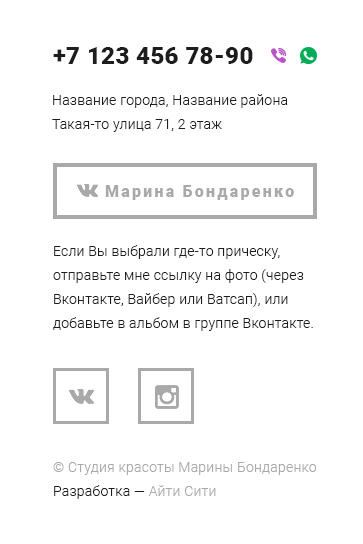 +7 123 456 78-90
Название города, Название района
Такая-то улица 71, 2 этаж
Марина Бондаренко
Если Вы выбрали где-то прическу,
отправьте мне ссылку на фото (через
Вконтакте, Вайбер или Ватсап), или
добавьте в альбом в группе Вконтакте.
© Студия красоты Марины Бондаренко
Разработка — Айти Сити